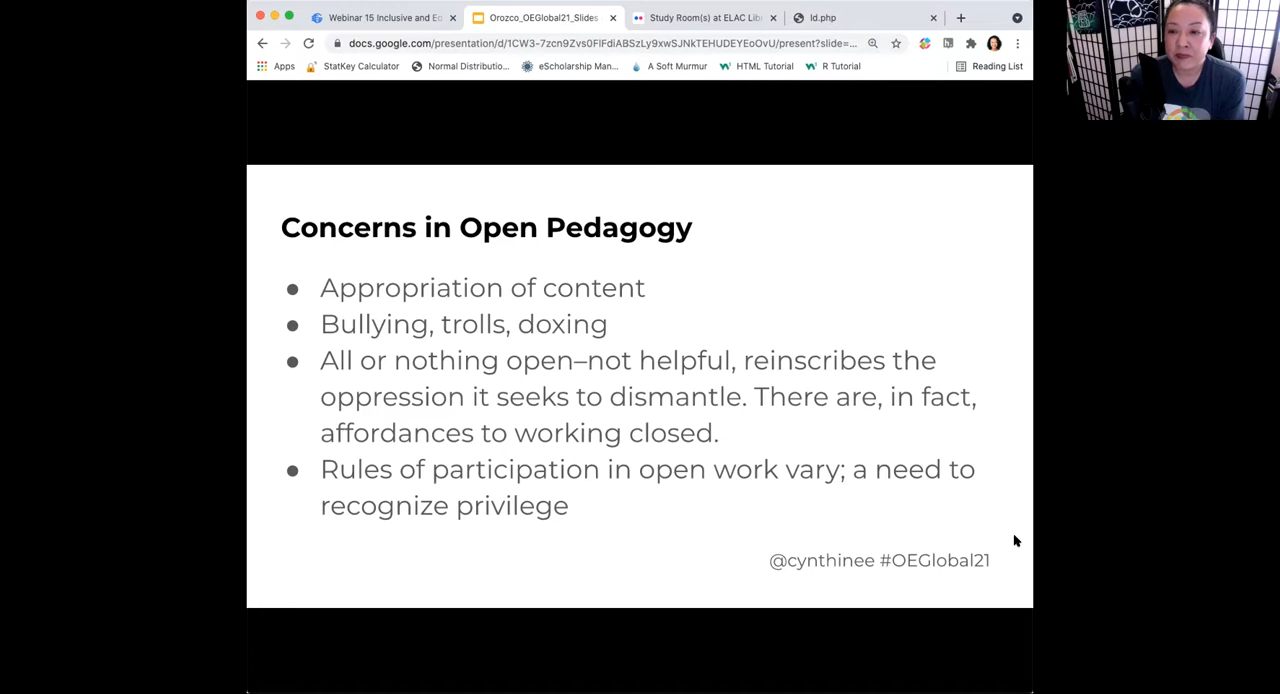 Webinar 15 Inclusive and Eq
Orozco_OEGlobal21_Slides
Study Room(s) at ELAC Lib
ld.php
docs.google.com/presentation/d/1CW3-7zcn9Zvs0FlFdiABSzLy9xwSJNkTEHUDEYEoOvU/present?slide=...
Apps
StatKey Calculator
Normal Distributio...
eScholarship Man...
A Soft Murmur
HTML Tutorial
R Tutorial
Reading List
Concerns in Open Pedagogy
● Appropriation of content
● Bullying, trolls, doxing
● All or nothing open–not helpful, reinscribes the
oppression it seeks to dismantle. There are, in fact,
affordances to working closed.
● Rules of participation in open work vary; a need to
recognize privilege
@cynthinee #OEGlobal21